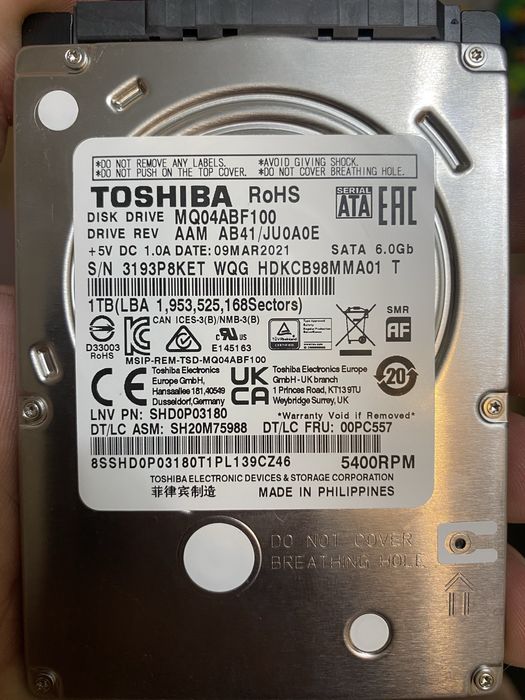 *DO NOT REMOVE ANY LABELS. *AVOID GIVING SHOCK.
*DO NOT PUSH ON THE TOP COVER. *DO NOT COVER BREATHING HOLE.
TOSHIBA RoHS SERIAL ATA EAC
DISK DRIVE MQ04ABF100
DRIVE REV AAM AB41/JU0A0E
+5V DC 1.0A DATE: 09MAR2021 SATA 6.0Gb
S/N 3193P8KET WQG HDKCB98MMA01 T
1TB(LBA 1,953,525,168Sectors)
CAN ICES-3(B)/NMB-3(B)
SMR
AF
D33003
RoHS
c UL us
E145163
MSIP-REM-TSD-MQ04ABF100
CE
Toshiba Electronics
Europe GmbH,
Hansaallee 181,40549
Dusseldorf,Germany
UK
CA
Toshiba Electronics Europe
GmbH - UK branch
1 Princes Road, KT139TU
Weybridge Surrey, UK
20
LNV PN: SHD0P03180 *Warranty Void if Removed*
DT/LC ASM: SH20M75988 DT/LC FRU: 00PC557
8SSHD0P03180T1PL139CZ46 5400RPM
TOSHIBA ELECTRONIC DEVICES & STORAGE CORPORATION
菲律宾制造 MADE IN PHILIPPINES
DO NOT COVER
BREATHING HOLE